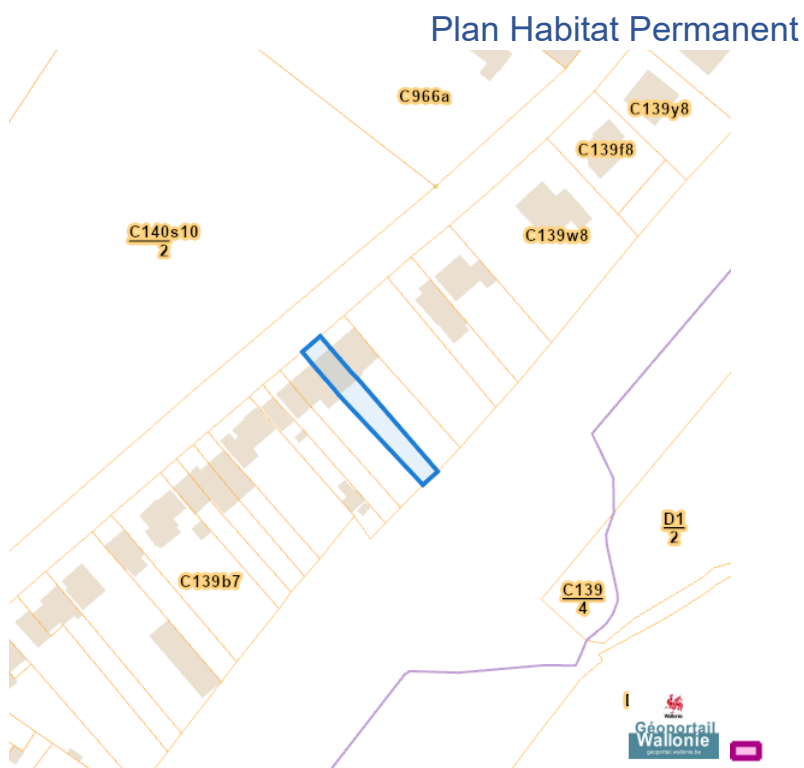 Plan Habitat Permanent
C966a
C139y8
C139f8
C140s10
2
C139w8
D1
2
C139b7
C139
4
Wallonie
Géoportail
Wallonie
geoportail.wallonie.be